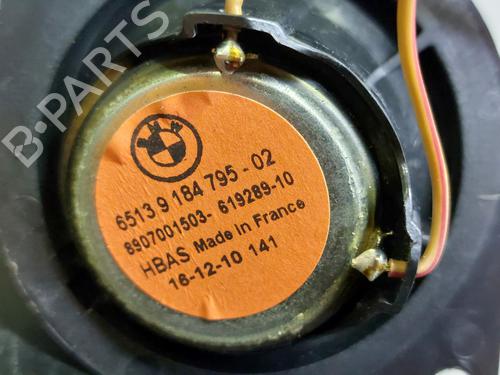 B-PARTS
6513 9 184 795 - 02
8907001503- 619289-10
HBAS Made in France
16-12-10 141